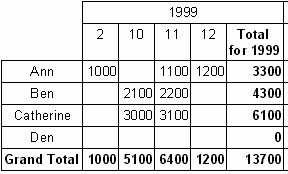 1999
2 10 11 12 Total for 1999
Ann 1000 1100 1200 3300
Ben 2100 2200 4300
Catherine 3000 3100 6100
Den 0
Grand Total 1000 5100 6400 1200 13700